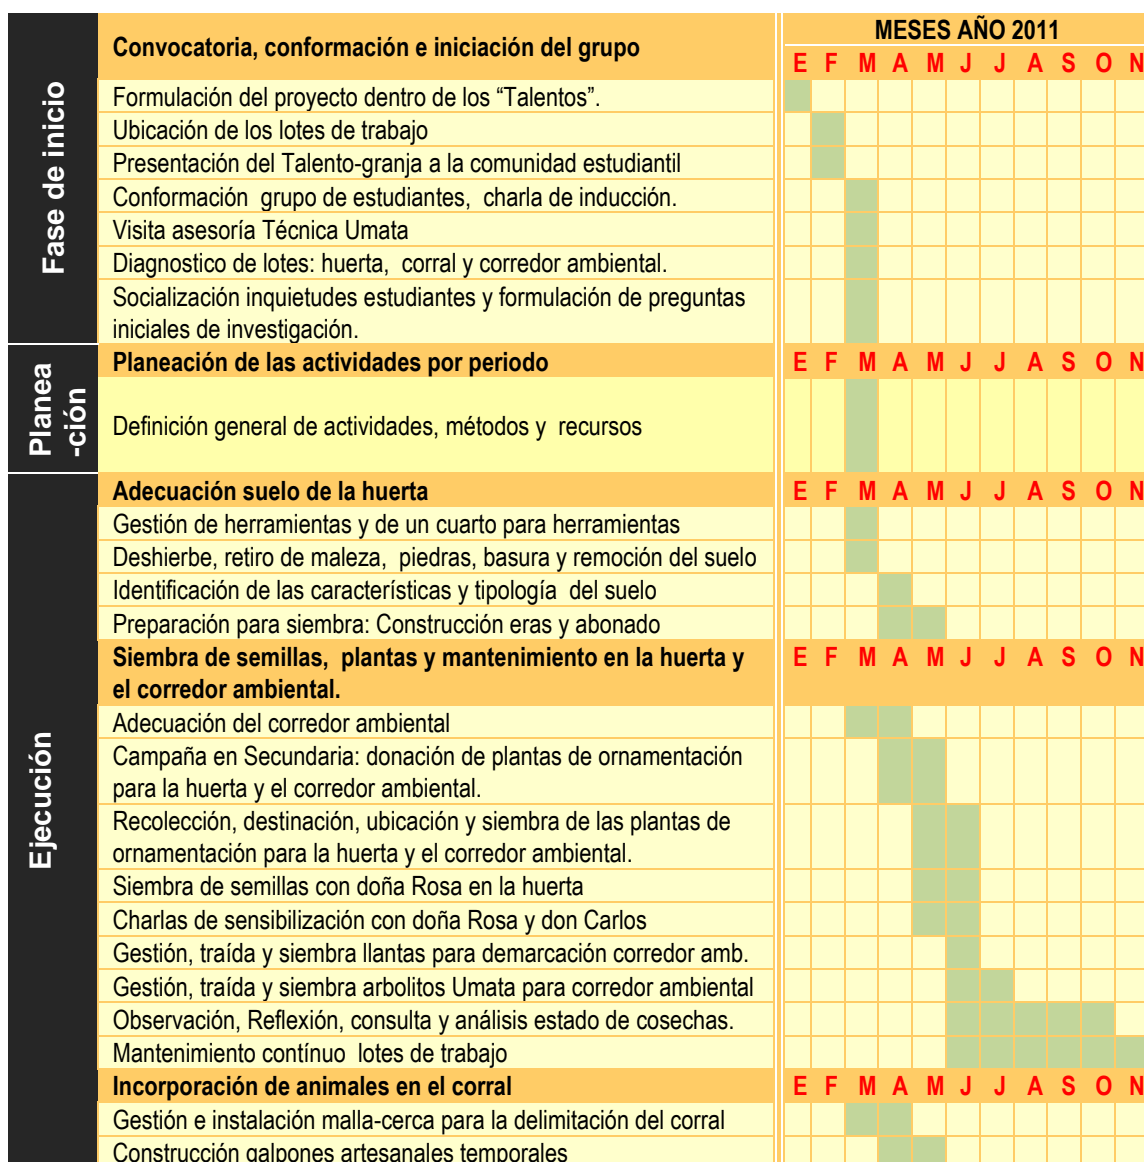 MESES AÑO 2011
Convocatoria, conformación e iniciación del grupo
E F M A M J J A S O N
Fase de inicio
Formulación del proyecto dentro de los “Talentos”.
Ubicación de los lotes de trabajo
Presentación del Talento-granja a la comunidad estudiantil
Conformación grupo de estudiantes, charla de inducción.
Visita asesoría Técnica Umata
Diagnostico de lotes: huerta, corral y corredor ambiental.
Socialización inquietudes estudiantes y formulación de preguntas
iniciales de investigación.
Planea
-ción
Planeación de las actividades por periodo E F M A M J J A S O N
Definición general de actividades, métodos y recursos
Ejecución
Adecuación suelo de la huerta E F M A M J J A S O N
Gestión de herramientas y de un cuarto para herramientas
Deshierbe, retiro de maleza, piedras, basura y remoción del suelo
Identificación de las características y tipología del suelo
Preparación para siembra: Construcción eras y abonado
Siembra de semillas, plantas y mantenimiento en la huerta y E F M A M J J A S O N
el corredor ambiental.
Adecuación del corredor ambiental
Campaña en Secundaria: donación de plantas de ornamentación
para la huerta y el corredor ambiental.
Recolección, destinación, ubicación y siembra de las plantas de
ornamentación para la huerta y el corredor ambiental.
Siembra de semillas con doña Rosa en la huerta
Charlas de sensibilización con doña Rosa y don Carlos
Gestión, traída y siembra llantas para demarcación corredor amb.
Gestión, traída y siembra arbolitos Umata para corredor ambiental
Observación, Reflexión, consulta y análisis estado de cosechas.
Mantenimiento contínuo lotes de trabajo
Incorporación de animales en el corral E F M A M J J A S O N
Gestión e instalación malla-cerca para la delimitación del corral
Construcción galpones artesanales temporales